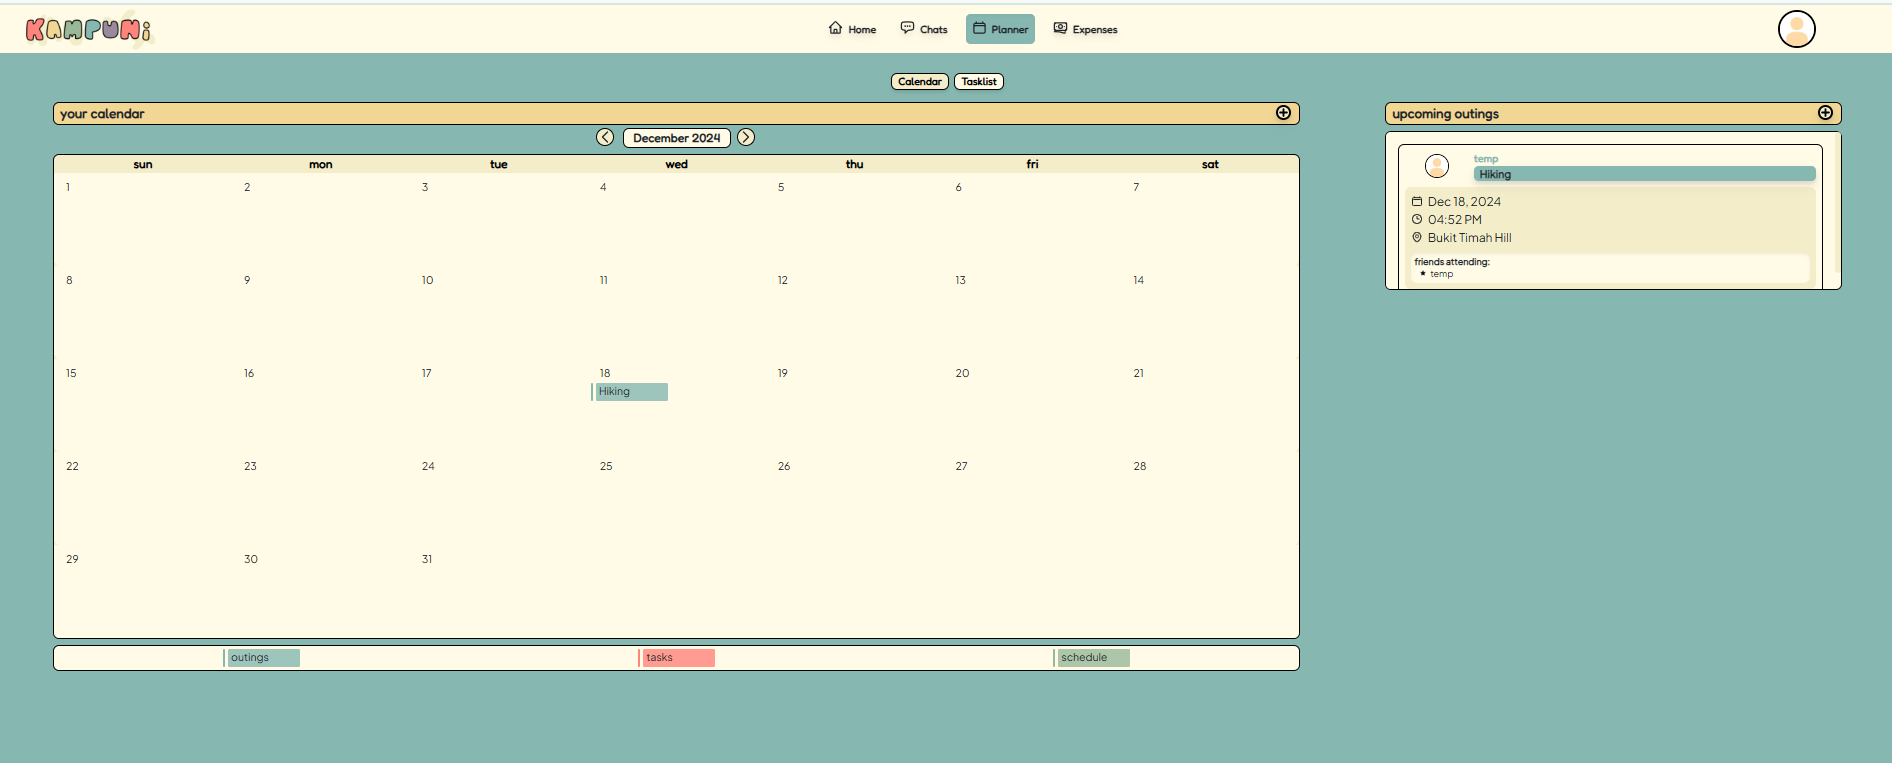 KAMPUNi
Home Chats Planner Expenses
Calendar Tasklist
your calendar
December 2024
sun mon tue wed thu fri sat
1 2 3 4 5 6 7
8 9 10 11 12 13 14
15 16 17 18 19 20 21
Hiking
22 23 24 25 26 27 28
29 30 31
outings tasks schedule
upcoming outings
temp
Hiking
Dec 18, 2024
04:52 PM
Bukit Timah Hill
friends attending:
★ temp